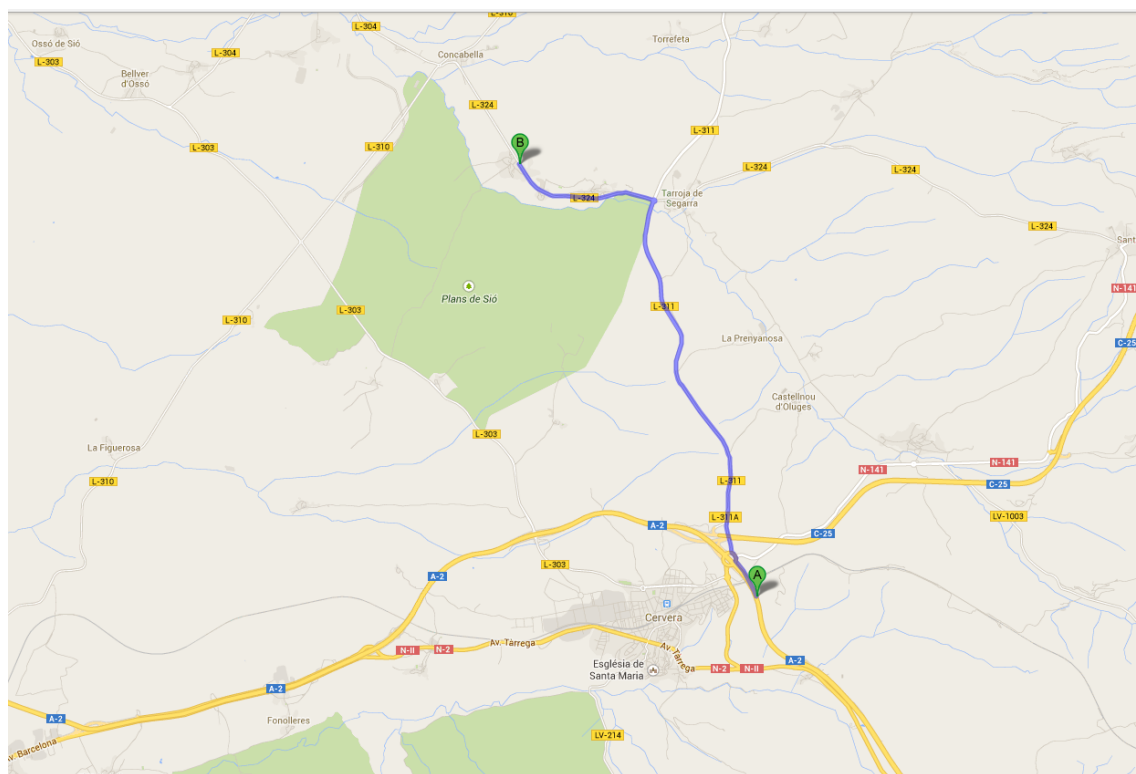 L-303
L-304
Torrefeta
Ossó de Sió
Concabella
L-304
L-303
Bellver
d'Ossó
L-324
L-311
B
L-303
L-310
L-324
L-324
L-324
Tarroja de
Segarra
L-324
Sant
N-141
Plans de Sió
L-311
L-303
L-310
La Prenyanosa
C-25
Castellnou
d'Oluges
L-303
La Figuerosa
N-141
N-141
L-310
L-311
C-25
L-311A
LV-1003
A-2
C-25
L-303
A
A-2
Cervera
Av. Tàrrega
N-II
N-2
Av. Tàrrega
A-2
Església de
Santa Maria
N-2
N-II
A-2
A-2
Fonolleres
LV-214
Av. Barcelona